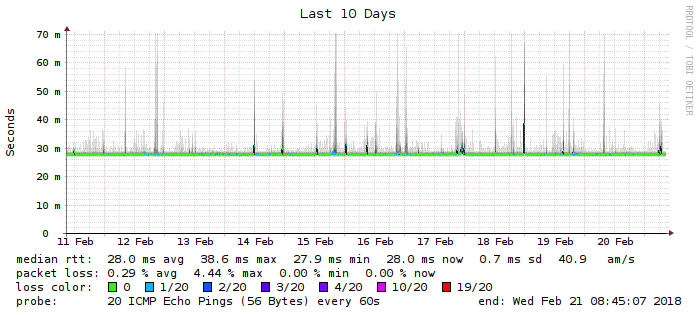 Last 10 Days
RRDTOOL / TOBI OETIKER
Seconds
70 m
60 m
50 m
40 m
30 m
20 m
10 m
0
11 Feb 12 Feb 13 Feb 14 Feb 15 Feb 16 Feb 17 Feb 18 Feb 19 Feb 20 Feb
median rtt: 28.0 ms avg 38.6 ms max 27.9 ms min 28.0 ms now 0.7 ms sd 40.9 am/s
packet loss: 0.29 % avg 4.44 % max 0.00 % min 0.00 % now
loss color: 0 1/20 2/20 3/20 4/20 10/20 19/20
probe: 20 ICMP Echo Pings (56 Bytes) every 60s end: Wed Feb 21 08:45:07 2018